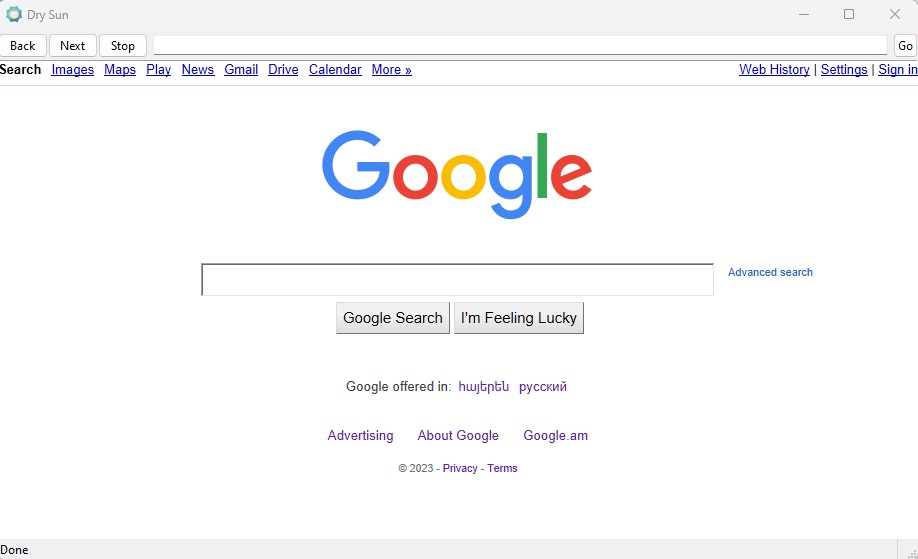 Dry Sun
Back Next Stop Go
Search Images Maps Play News Gmail Drive Calendar More » Web History | Settings | Sign in
Google
Advanced search
Google Search I'm Feeling Lucky
Google offered in: հայերեն русский
Advertising About Google Google.am
© 2023 - Privacy - Terms
Done